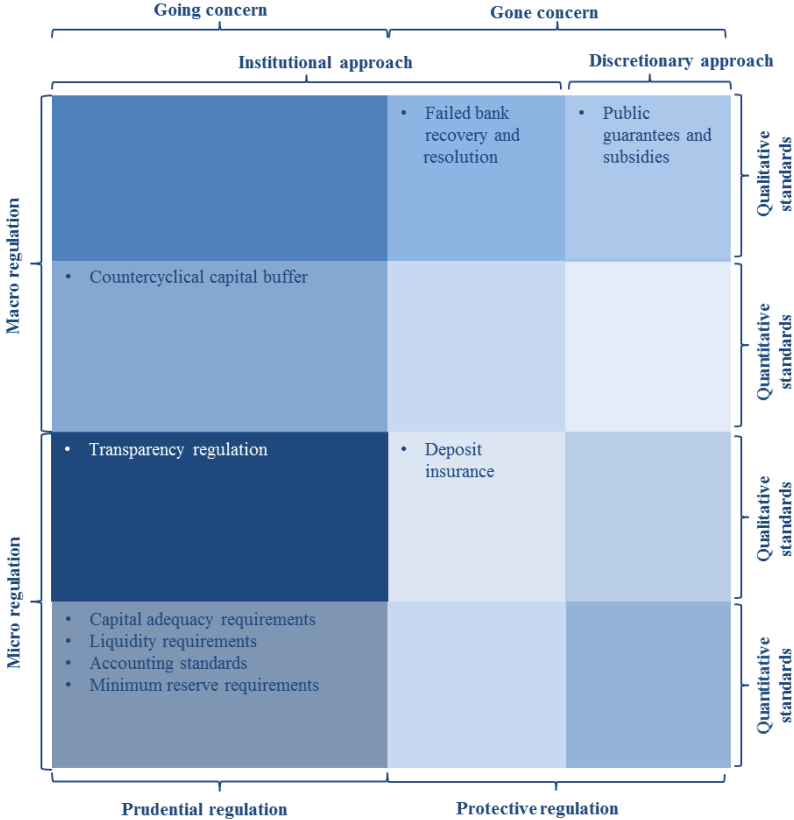 Going concern
Gone concern
Institutional approach
Discretionary approach
Macro regulation
Qualitative standards
• Failed bank
recovery and
resolution
• Public
guarantees and
subsidies
Quantitative standards
• Countercyclical capital buffer
Micro regulation
Qualitative standards
• Transparency regulation
• Deposit
insurance
Quantitative standards
• Capital adequacy requirements
• Liquidity requirements
• Accounting standards
• Minimum reserve requirements
Prudential regulation
Protective regulation